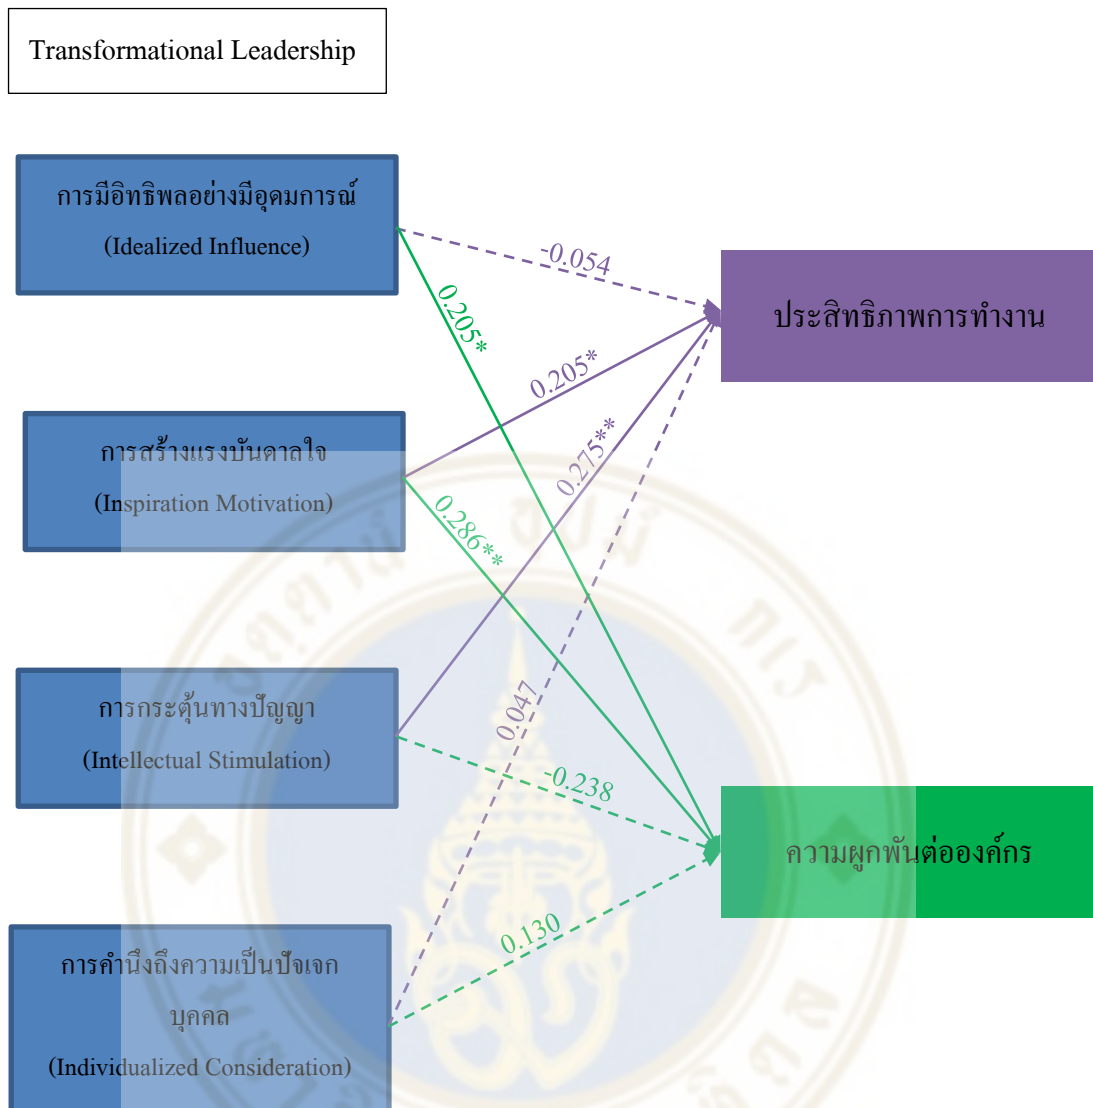 Transformational Leadership
การมีอิทธิพลอย่างมีอุดมการณ์
(Idealized Influence)
-0.054
0.205*
ประสิทธิภาพการทำงาน
0.205*
การสร้างแรงบันดาลใจ
(Inspiration Motivation)
0.275**
0.286**
การกระตุ้นทางปัญญา
(Intellectual Stimulation)
0.047
-0.238
ความผูกพันต่อองค์กร
0.130
การคำนึงถึงความเป็นปัจเจก
บุคคล
(Individualized Consideration)